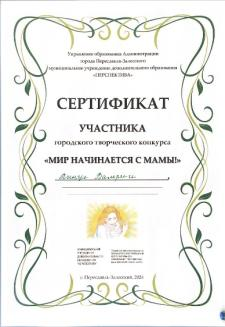 Управление образования Администрации
города Переславля-Залесского
муниципальное учреждение дополнительного образования
«ПЕРСПЕКТИВА»
СЕРТИФИКАТ
УЧАСТНИКА
городского творческого конкурса
«МИР НАЧИНАЕТСЯ С МАМЫ!»
г. Переславль-Залесский,